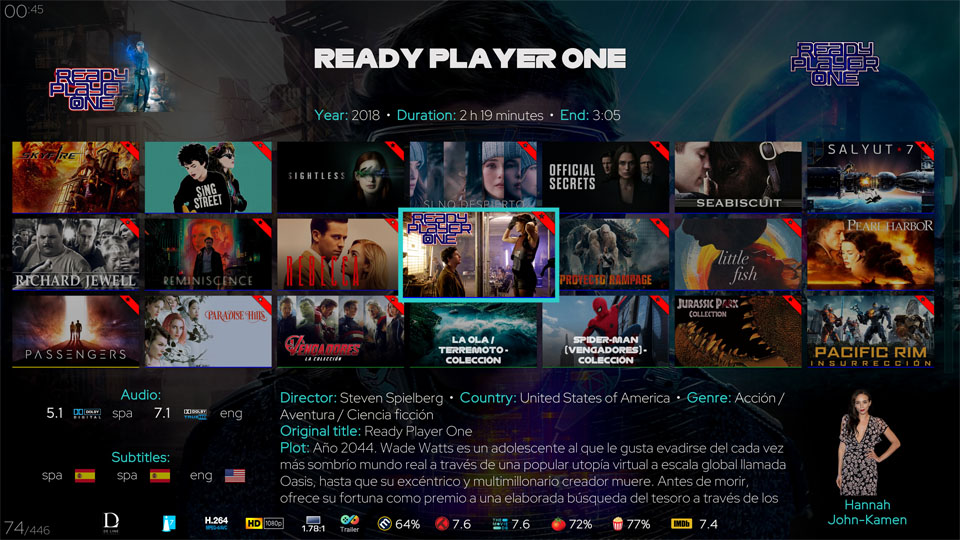 00:45
READY PLAYER ONE
READY
PLAYER
ONE
READY
PLAYER
ONE
Year: 2018 • Duration: 2 h 19 minutes • End: 3:05
SKYFIRE
SING
STREET
SIGHTLESS
SI NO DESPIERTO
OFFICIAL
SECRETS
SEABISCUIT
SALYUT•7
RICHARD JEWELL
REMINISCENCE
REBECCA
READY
PLAYER
ONE
PROYECTO RAMPAGE
little
fish
PEARL HARBOR
PASSENGERS
PARADISE HILLS
VENGADORES
LA COLECCIÓN
LA OLA /
TERREMOTO -
COLECCIÓN
SPIDER-MAN
(VENGADORES)-
COLECCIÓN
JURASSIC PARK
COLLECTION
PACIFIC RIM
INSURRECCIÓN
Audio:
5.1 DOLBY DIGITAL spa 7.1 DOLBY TRUEHD eng
Subtitles:
spa spa eng
Director: Steven Spielberg • Country: United States of America • Genre: Acción /
Aventura / Ciencia ficción
Original title: Ready Player One
Plot: Año 2044. Wade Watts es un adolescente al que le gusta evadirse del cada vez
más sombrío mundo real a través de una popular utopía virtual a escala global llamada
Oasis, hasta que su excéntrico y multimillonario creador muere. Antes de morir,
ofrece su fortuna como premio a una elaborada búsqueda del tesoro a través de los
Hannah
John-Kamen
74/446
D
H.264
MPEG-4 AVC
HD 1080p
1.78:1
Trailer
64%
7.6
THE MOVIE DB
7.6
72%
77%
IMDb 7.4